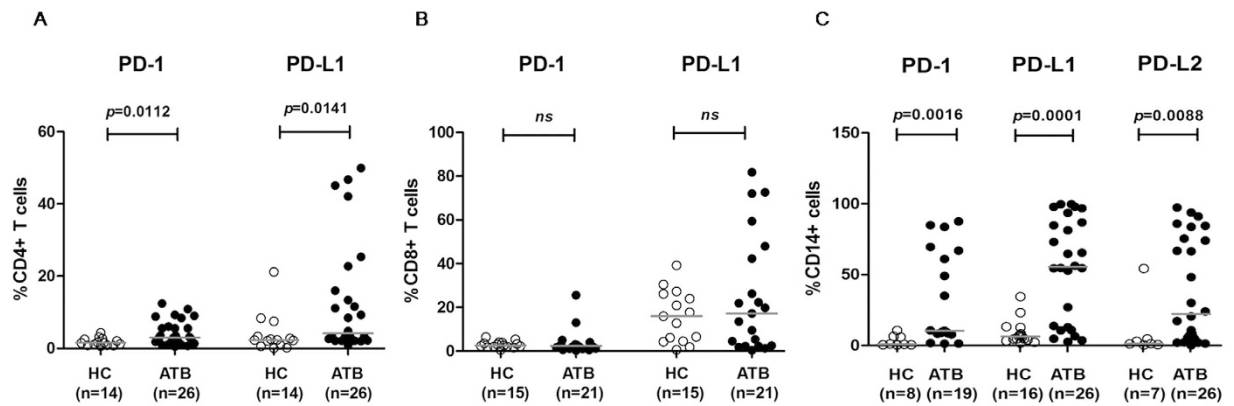 A
PD-1
PD-L1
p=0.0112
p=0.0141
60
40
20
0
%CD4+ T cells
HC
ATB
HC
ATB
(n=14)
(n=26)
(n=14)
(n=26)
B
PD-1
PD-L1
ns
ns
100
80
60
40
20
0
%CD8+ T cells
HC
ATB
HC
ATB
(n=15)
(n=21)
(n=15)
(n=21)
C
PD-1
PD-L1
PD-L2
p=0.0016
p=0.0001
p=0.0088
150
100
50
0
%CD14+ cells
HC
ATB
HC
ATB
HC
ATB
(n=8)
(n=19)
(n=16)
(n=26)
(n=7)
(n=26)